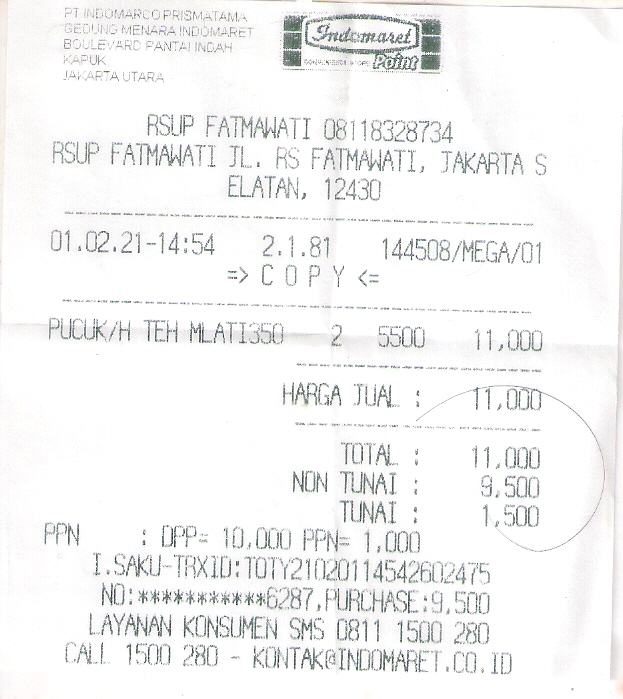 PT INDOMARCO PRISMATAMA
GEDUNG MENARA INDOMARET
BOULEVARD PANTAI INDAH
KAPUK
JAKARTA UTARA
Indomaret
Point
RSUP FATMAWATI 08118328734
RSUP FATMAWATI JL. RS FATMAWATI, JAKARTA S
ELATAN, 12430
01.02.21-14:54 2.1.81 144508/MEGA/01
=> C O P Y <=
PUCUK/H TEH MLATI350 2 5500 11,000
HARGA JUAL : 11,000
TOTAL : 11,000
NON TUNAI : 9,500
TUNAI : 1,500
PPN : DPP= 10,000 PPN= 1,000
I.SAKU-TRXID:TOTY21020114542602475
NO:***********6287,PURCHASE:9,500
LAYANAN KONSUMEN SMS 0811 1500 280
CALL 1500 280 - KONTAK@INDOMARET.CO.ID